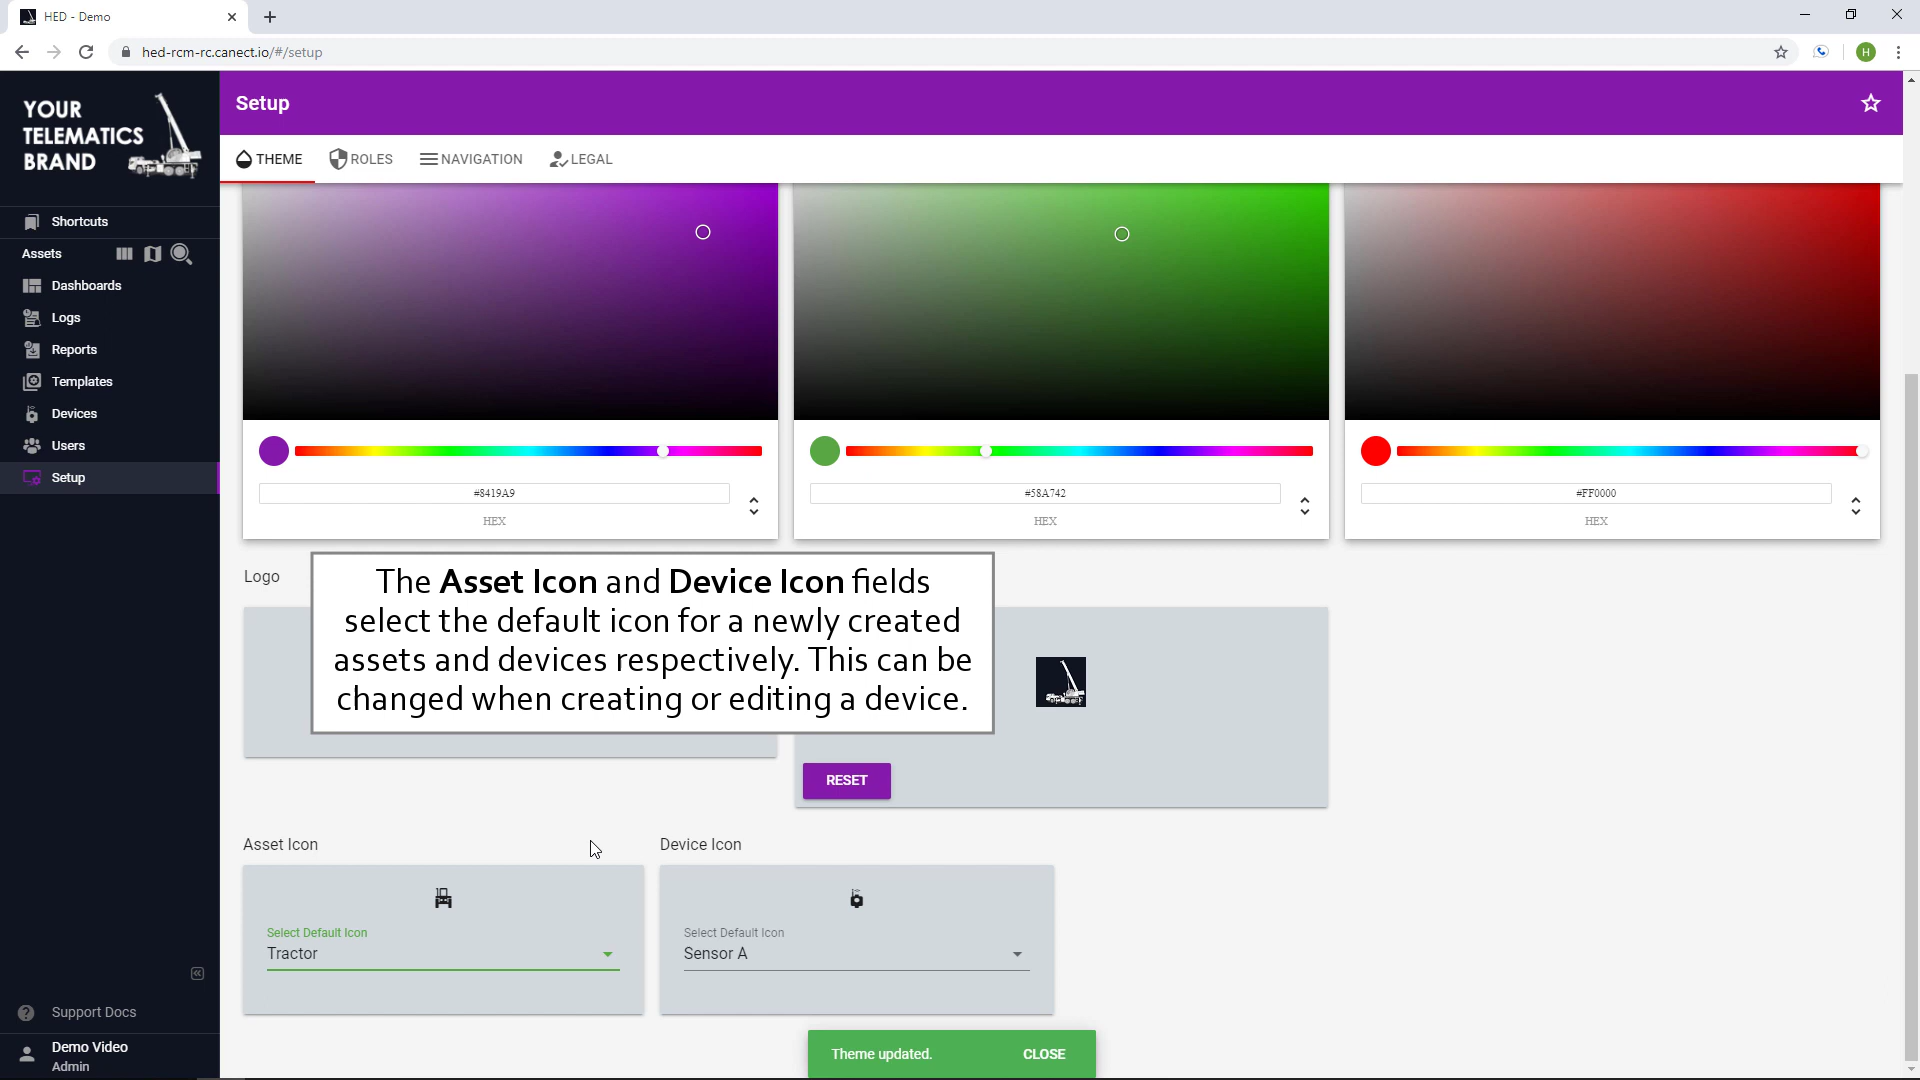 HED - Demo
hed-rcm-rc.canect.io/#/setup
H
YOUR
TELEMATICS
BRAND
Setup
THEME
ROLES
NAVIGATION
LEGAL
Shortcuts
Assets
Dashboards
Logs
Reports
Templates
Devices
Users
Setup
#8419A9
HEX
#58A742
HEX
#FF0000
HEX
Logo
The Asset Icon and Device Icon fields
select the default icon for a newly created
assets and devices respectively. This can be
changed when creating or editing a device.
RESET
Asset Icon
Device Icon
Select Default Icon
Tractor
Select Default Icon
Sensor A
Support Docs
Demo Video
Admin
Theme updated.
CLOSE